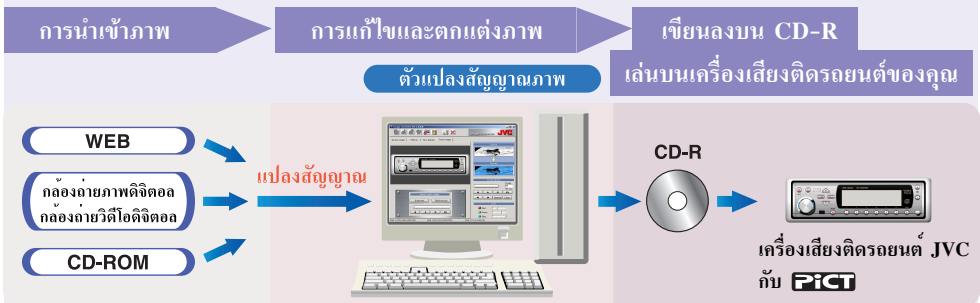 การนำเข้าภาพ
การแก้ไขและตกแต่งภาพ
เขียนลงบน CD-R
เล่นบนเครื่องเสียงติดรถยนต์ของคุณ
ตัวแปลงสัญญาณภาพ
WEB
กล้องถ่ายภาพดิจิตอล
กล้องถ่ายวิดีโอดิจิตอล
CD-ROM
แปลงสัญญาณ
JVC
CD-R
เครื่องเสียงติดรถยนต์ JVC
กับ PiCT